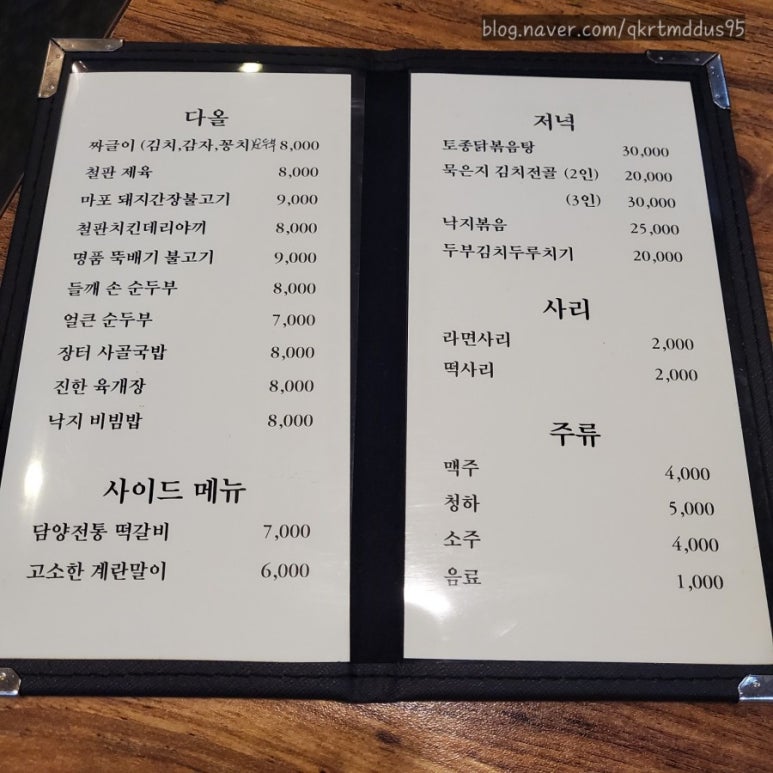 blog.naver.com/qkrtmddus95
다올
짜글이 (김치,감자,꽁치) 8,000
철판 제육 8,000
마포 돼지간장불고기 9,000
철판치킨데리야끼 8,000
명품 뚝배기 불고기 9,000
들깨 손 순두부 8,000
얼큰 순두부 7,000
장터 사골국밥 8,000
진한 육개장 8,000
낙지 비빔밥 8,000
사이드 메뉴
담양전통 떡갈비 7,000
고소한 계란말이 6,000
저녁
토종닭볶음탕 30,000
묵은지 김치전골 (2인) 20,000
(3인) 30,000
낙지볶음 25,000
두부김치두루치기 20,000
사리
라면사리 2,000
떡사리 2,000
주류
맥주 4,000
청하 5,000
소주 4,000
음료 1,000